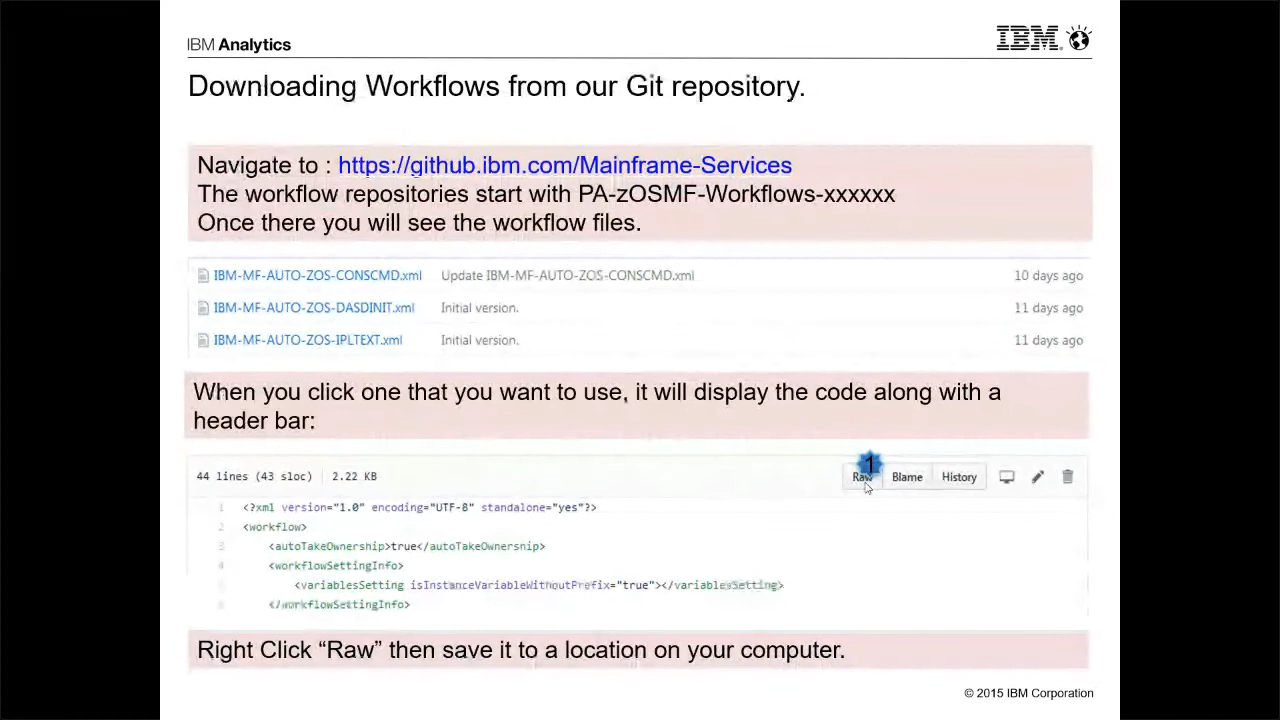 IBM Analytics
IBM
Downloading Workflows from our Git repository.
Navigate to : https://github.ibm.com/Mainframe-Services
The workflow repositories start with PA-zOSMF-Workflows-xxxxxx
Once there you will see the workflow files.
IBM-MF-AUTO-ZOS-CONSCMD.xml Update IBM-MF-AUTO-ZOS-CONSCMD.xml 10 days ago
IBM-MF-AUTO-ZOS-DASDINIT.xml Initial version. 11 days ago
IBM-MF-AUTO-ZOS-IPLTEXT.xml Initial version. 11 days ago
When you click one that you want to use, it will display the code along with a
header bar:
1
44 lines (43 sloc) 2.22 KB Raw Blame History
1 <?xml version="1.0" encoding="UTF-8" standalone="yes"?>
2 <workflow>
3 <autoTakeOwnership>true</autoTakeOwnership>
4 <workflowSettingInfo>
5 <variablesSetting isInstanceVariableWithoutPrefix="true"></variablesSetting>
6 </workflowSettingInfo>
Right Click “Raw” then save it to a location on your computer.
© 2015 IBM Corporation